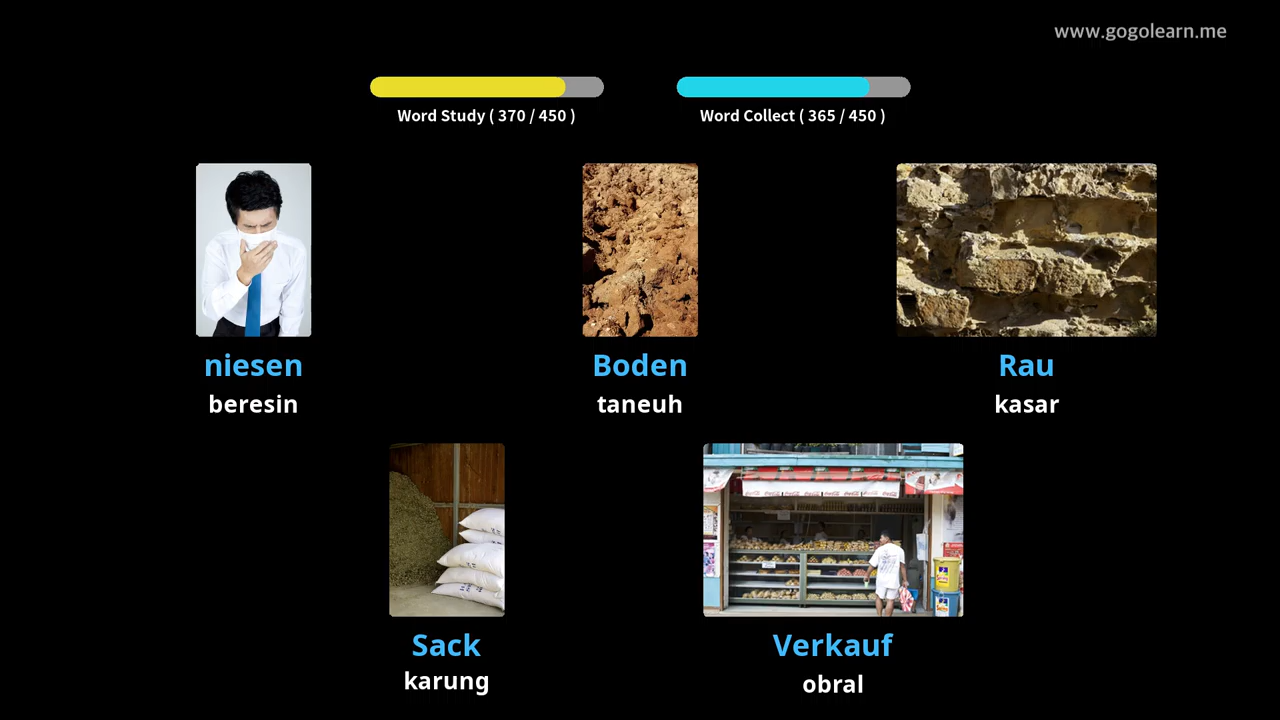 www.gogolearn.me
Word Study ( 370 / 450 )
Word Collect ( 365 / 450 )
niesen
beresin
Boden
taneuh
Rau
kasar
Sack
karung
Verkauf
obral